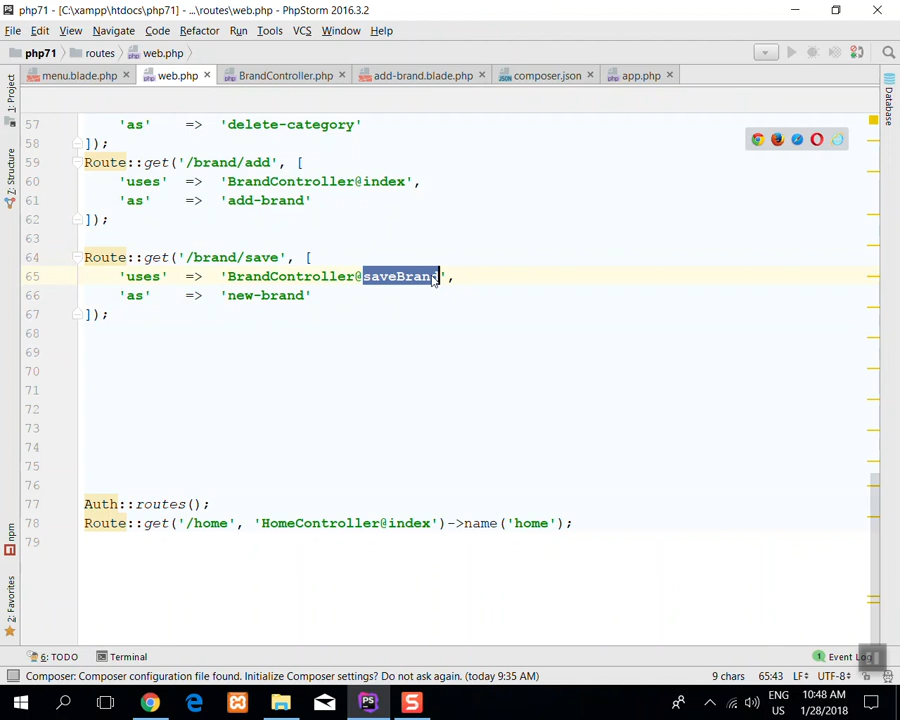 php71 - [C:\xampp\htdocs\php71] - ...\routes\web.php - PhpStorm 2016.3.2
File Edit View Navigate Code Refactor Run Tools VCS Window Help
php71 routes web.php
menu.blade.php web.php BrandController.php add-brand.blade.php composer.json app.php
1: Project
7: Structure
npm
2: Favorites
Database
57 'as' => 'delete-category'
58 ]);
59 Route::get('/brand/add', [
60 'uses' => 'BrandController@index',
61 'as' => 'add-brand'
62 ]);
63
64 Route::get('/brand/save', [
65 'uses' => 'BrandController@saveBrand',
66 'as' => 'new-brand'
67 ]);
68
69
70
71
72
73
74
75
76
77 Auth::routes();
78 Route::get('/home', 'HomeController@index')->name('home');
79
6: TODO Terminal 1 Event Log
Composer: Composer configuration file found. Initialize Composer settings? Do not ask again. (today 9:35 AM) 9 chars 65:43 LF÷ UTF-8÷
ENG 10:48 AM
US 1/28/2018